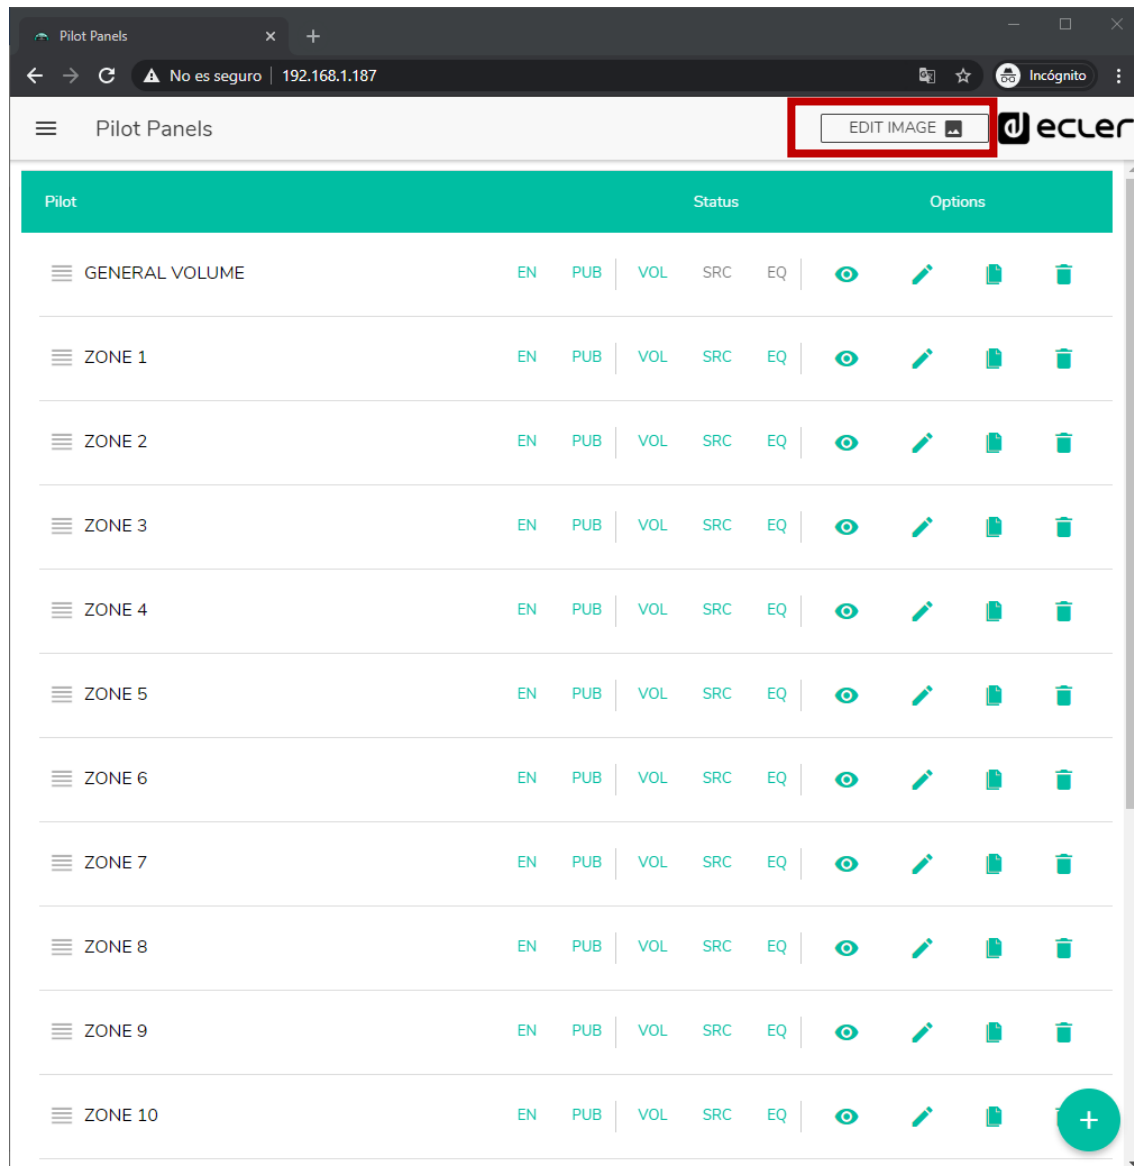 Pilot Panels
No es seguro | 192.168.1.187 Incógnito
Pilot Panels EDIT IMAGE ecler
Pilot Status Options
GENERAL VOLUME EN PUB VOL SRC EQ
ZONE 1 EN PUB VOL SRC EQ
ZONE 2 EN PUB VOL SRC EQ
ZONE 3 EN PUB VOL SRC EQ
ZONE 4 EN PUB VOL SRC EQ
ZONE 5 EN PUB VOL SRC EQ
ZONE 6 EN PUB VOL SRC EQ
ZONE 7 EN PUB VOL SRC EQ
ZONE 8 EN PUB VOL SRC EQ
ZONE 9 EN PUB VOL SRC EQ
ZONE 10 EN PUB VOL SRC EQ